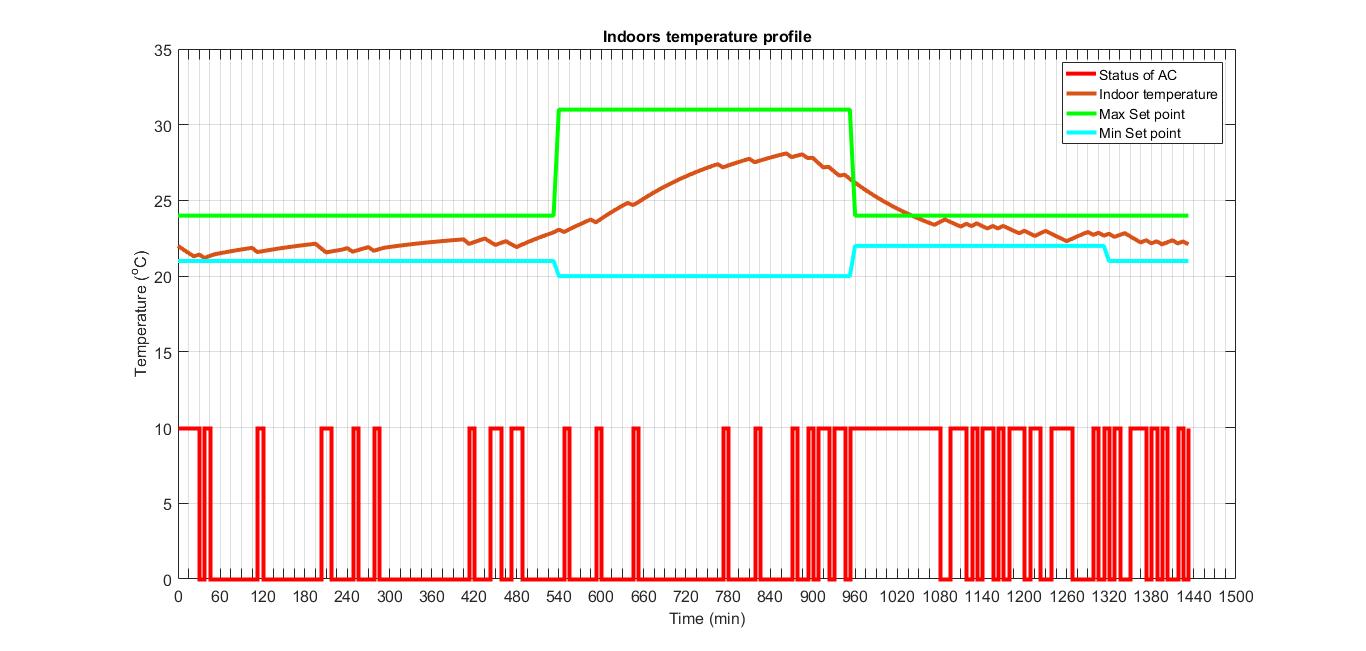 Indoors temperature profile
Status of AC
Indoor temperature
Max Set point
Min Set point
Temperature (°C)
35
30
25
20
15
10
5
0
0 60 120 180 240 300 360 420 480 540 600 660 720 780 840 900 960 1020 1080 1140 1200 1260 1320 1380 1440 1500
Time (min)